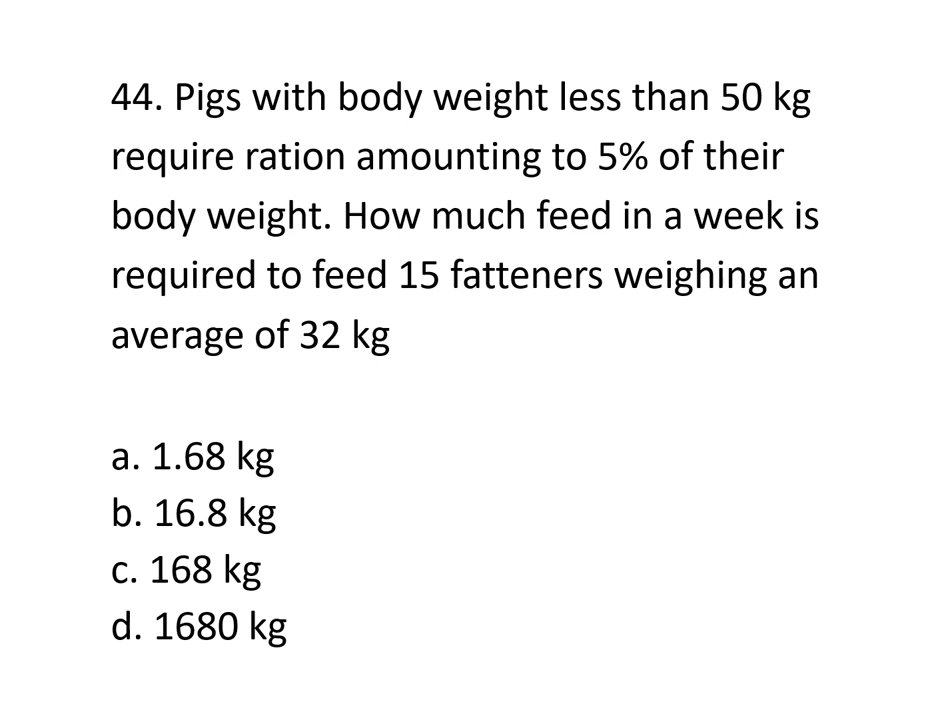 44. Pigs with body weight less than 50 kg
require ration amounting to 5% of their
body weight. How much feed in a week is
required to feed 15 fatteners weighing an
average of 32 kg
a. 1.68 kg
b. 16.8 kg
c. 168 kg
d. 1680 kg